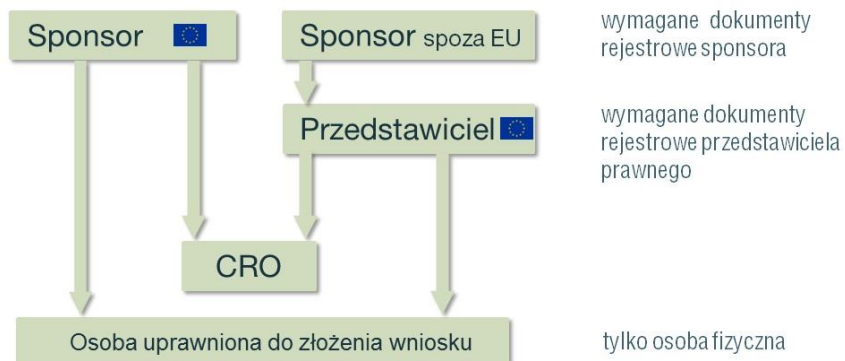 Sponsor
Sponsor spoza EU
wymagane dokumenty
rejestrowe sponsora
Przedstawiciel
wymagane dokumenty
rejestrowe przedstawiciela
prawnego
CRO
Osoba uprawniona do złożenia wniosku
tylko osoba fizyczna